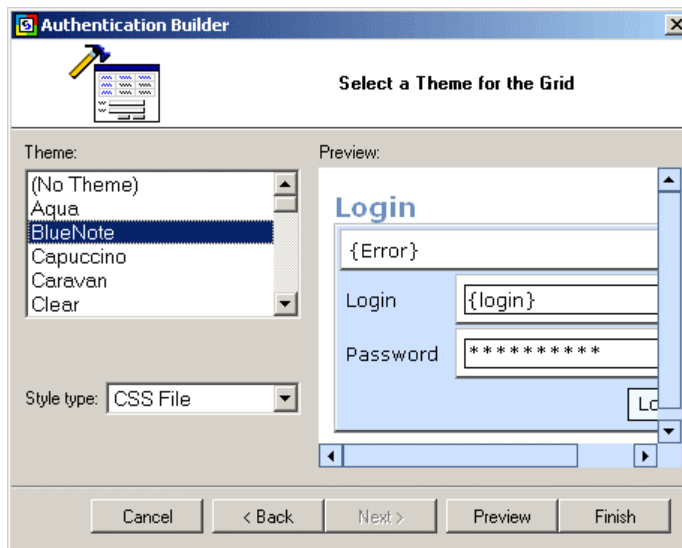 Authentication Builder
Select a Theme for the Grid
Theme:
(No Theme)
Aqua
BlueNote
Capuccino
Caravan
Clear
Style type: CSS File
Preview:
Login
{Error}
Login {login}
Password **********
Lo
Cancel < Back Next > Preview Finish